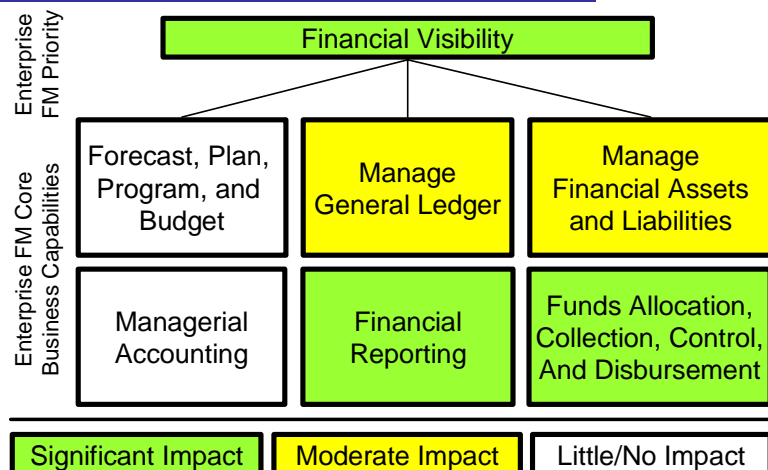 Enterprise
FM Priority
Financial Visibility
Enterprise FM Core
Business Capabilities
Forecast, Plan,
Program, and
Budget
Manage
General Ledger
Manage
Financial Assets
and Liabilities
Managerial
Accounting
Financial
Reporting
Funds Allocation,
Collection, Control,
And Disbursement
Significant Impact
Moderate Impact
Little/No Impact